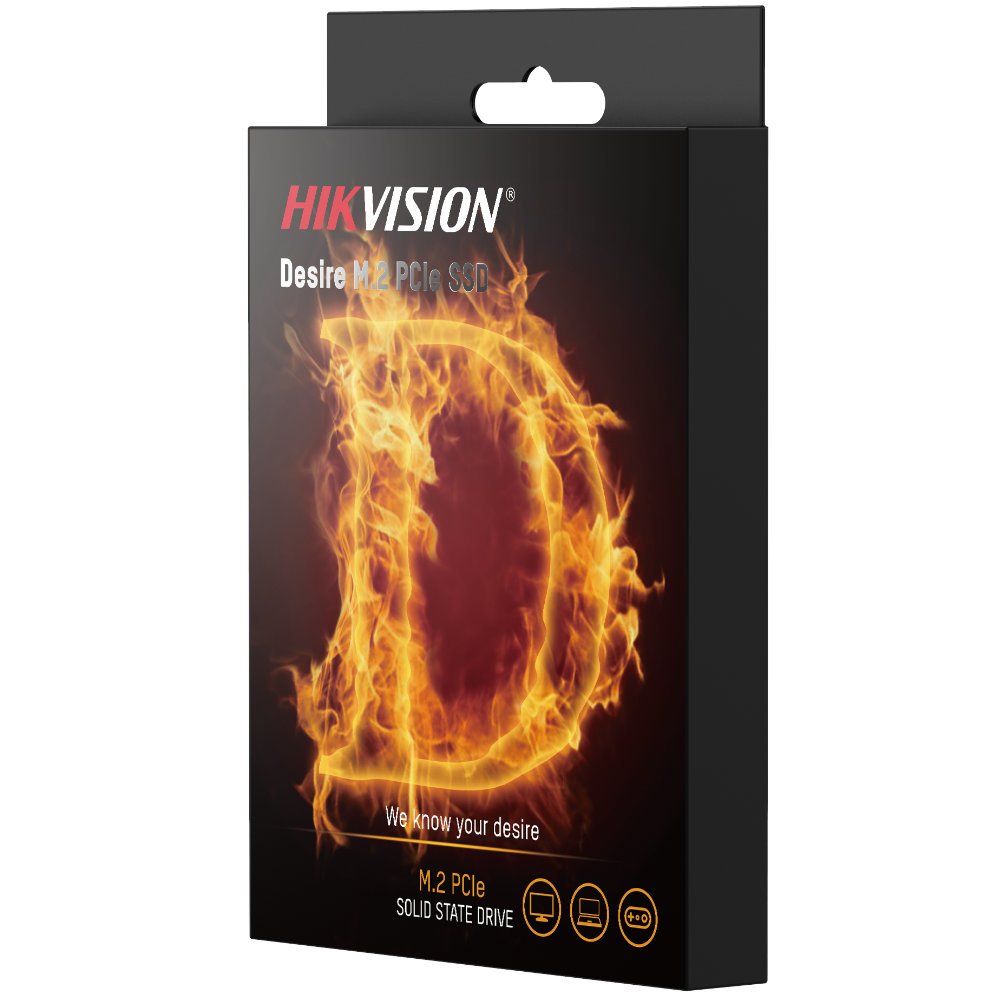 HIKVISION®
Desire M.2 PCIe SSD
D
We know your desire
M.2 PCIe
SOLID STATE DRIVE